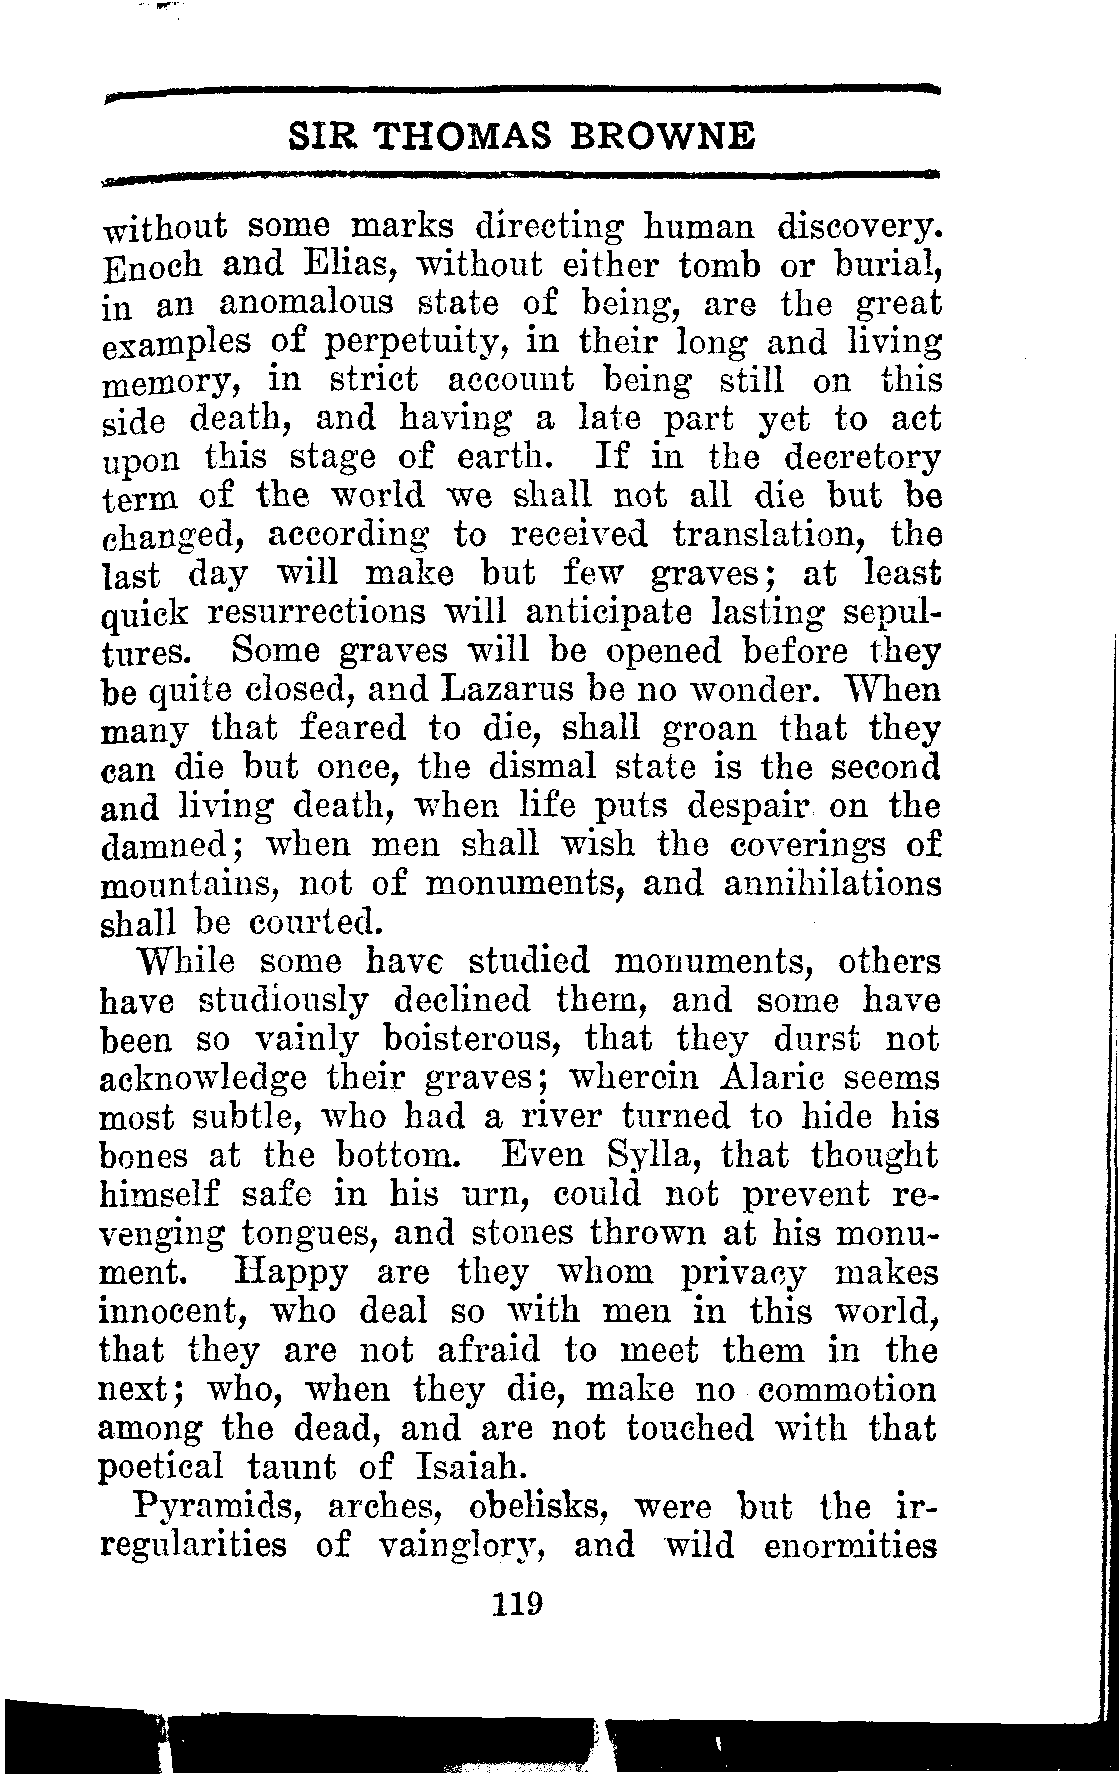 SIR THOMAS BROWNE
without some marks directing human discovery.
Enoch and Elias, without either tomb or burial,
in an anomalous state of being, are the great
examples of perpetuity, in their long and living
memory, in strict account being still on this
side death, and having a late part yet to act
upon this stage of earth. If in the decretory
term of the world we shall not all die but be
changed, according to received translation, the
last day will make but few graves; at least
quick resurrections will anticipate lasting sepul-
tures. Some graves will be opened before they
be quite closed, and Lazarus be no wonder. When
many that feared to die, shall groan that they
can die but once, the dismal state is the second
and living death, when life puts despair on the
damned; when men shall wish the coverings of
mountains, not of monuments, and annihilations
shall be courted.
While some have studied monuments, others
have studiously declined them, and some have
been so vainly boisterous, that they durst not
acknowledge their graves; wherein Alaric seems
most subtle, who had a river turned to hide his
bones at the bottom. Even Sylla, that thought
himself safe in his urn, could not prevent re-
venging tongues, and stones thrown at his monu-
ment. Happy are they whom privacy makes
innocent, who deal so with men in this world,
that they are not afraid to meet them in the
next; who, when they die, make no commotion
among the dead, and are not touched with that
poetical taunt of Isaiah.
Pyramids, arches, obelisks, were but the ir-
regularities of vainglory, and wild enormities
119